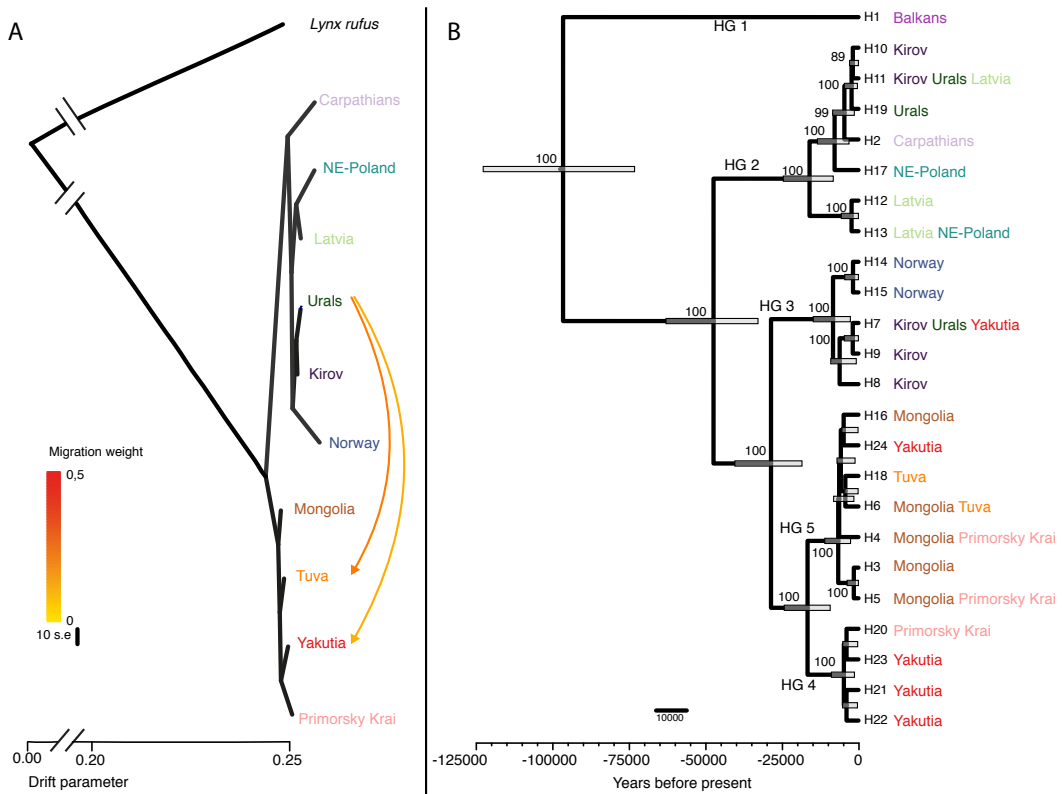 A
Lynx rufus
Carpathians
NE-Poland
Latvia
Urals
Kirov
Norway
Migration weight
0,5
0
10 s.e
Mongolia
Tuva
Yakutia
Primorsky Krai
0.00
0.20
0.25
Drift parameter
B
HG 1
H1 Balkans
H10 Kirov
89
H11 Kirov Urals Latvia
100
H19 Urals
99
H2 Carpathians
100
HG 2
H17 NE-Poland
100
100
H12 Latvia
100
H13 Latvia NE-Poland
H14 Norway
100
H15 Norway
HG 3
100
100
H7 Kirov Urals Yakutia
100
H9 Kirov
H8 Kirov
H16 Mongolia
H24 Yakutia
100
H18 Tuva
H6 Mongolia Tuva
HG 5
H4 Mongolia Primorsky Krai
100
H3 Mongolia
100
H5 Mongolia Primorsky Krai
100
H20 Primorsky Krai
H23 Yakutia
100
HG 4
H21 Yakutia
H22 Yakutia
10000
-125000
-100000
-75000
-50000
-25000
0
Years before present